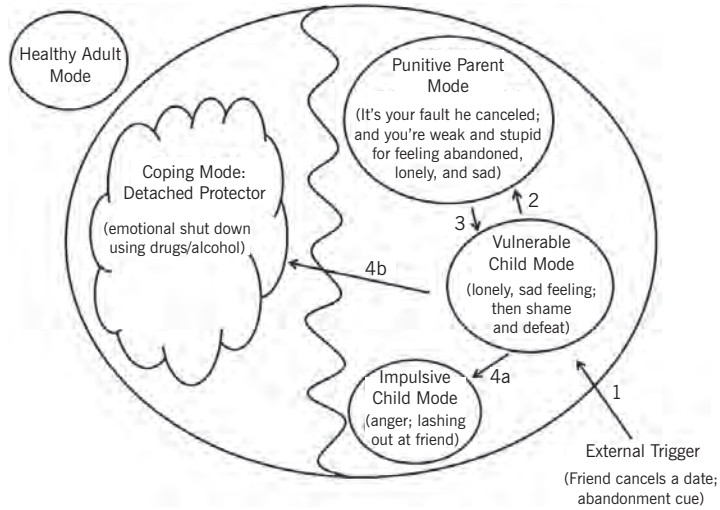 Healthy Adult
Mode
Punitive Parent
Mode
(It's your fault he canceled;
and you're weak and stupid
for feeling abandoned,
lonely, and sad)
Coping Mode:
Detached Protector
(emotional shut down
using drugs/alcohol)
3
2
Vulnerable
Child Mode
(lonely, sad feeling;
then shame
and defeat)
4b
4a
Impulsive
Child Mode
(anger; lashing
out at friend)
1
External Trigger
(Friend cancels a date;
abandonment cue)